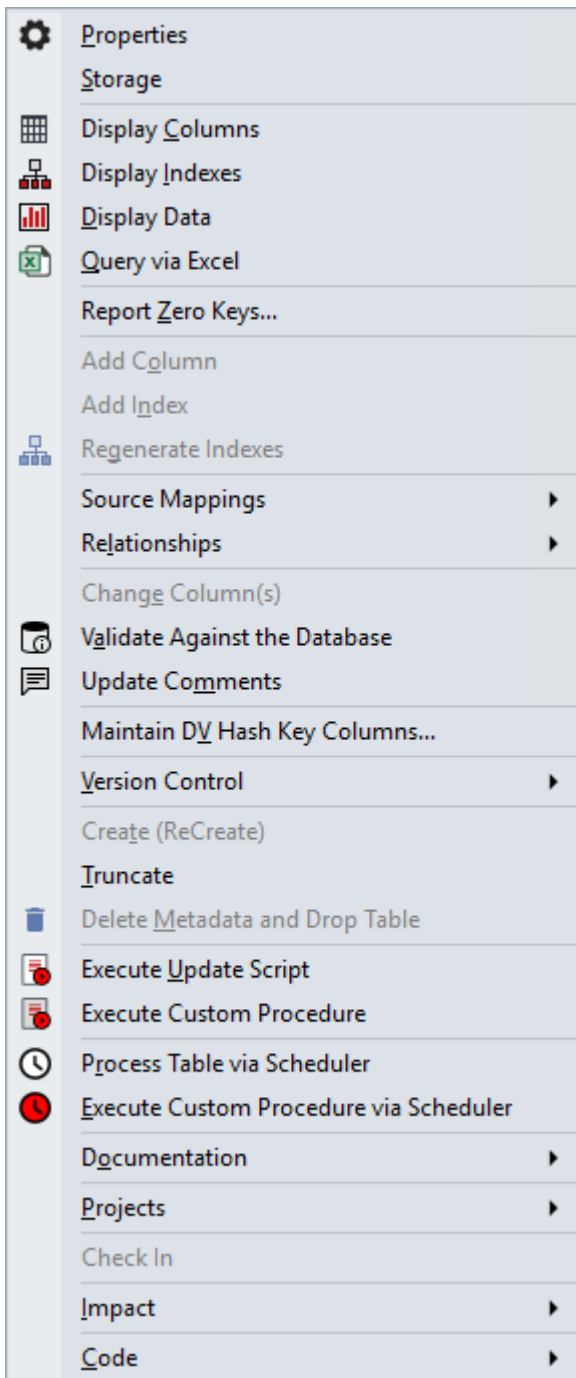 Properties
Storage
Display Columns
Display Indexes
Display Data
Query via Excel
Report Zero Keys...
Add Column
Add Index
Regenerate Indexes
Source Mappings
Relationships
Change Column(s)
Validate Against the Database
Update Comments
Maintain DV Hash Key Columns...
Version Control
Create (ReCreate)
Truncate
Delete Metadata and Drop Table
Execute Update Script
Execute Custom Procedure
Process Table via Scheduler
Execute Custom Procedure via Scheduler
Documentation
Projects
Check In
Impact
Code